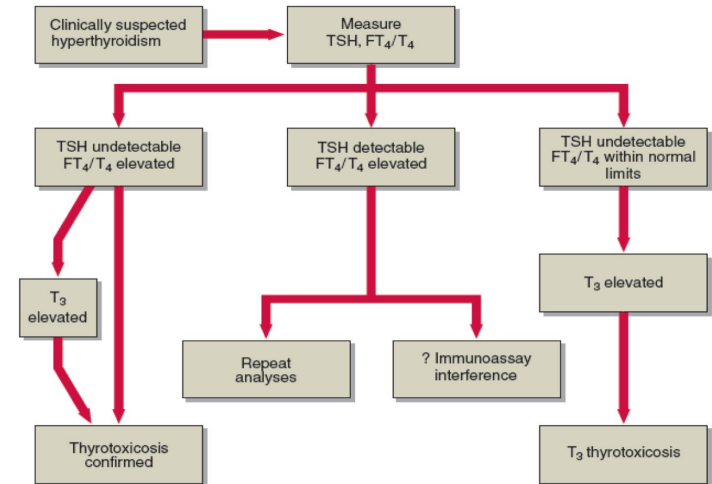 Clinically suspected
hyperthyroidism
Measure
TSH, FT₄/T₄
TSH undetectable
FT₄/T₄ elevated
TSH detectable
FT₄/T₄ elevated
TSH undetectable
FT₄/T₄ within normal
limits
T₃
elevated
T₃ elevated
Repeat
analyses
? Immunoassay
interference
Thyrotoxicosis
confirmed
T₃ thyrotoxicosis